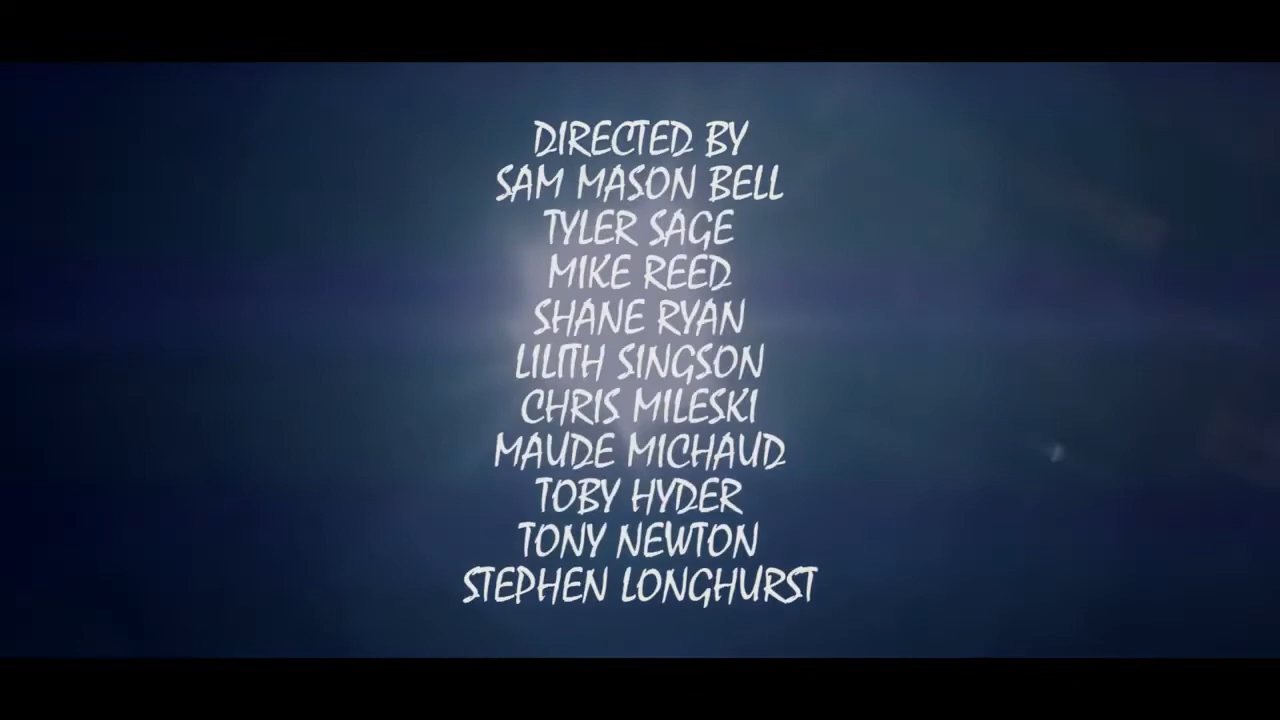 DIRECTED BY
SAM MASON BELL
TYLER SAGE
MIKE REED
SHANE RYAN
LILITH SINGSON
CHRIS MILESKI
MAUDE MICHAUD
TOBY HYDER
TONY NEWTON
STEPHEN LONGHURST